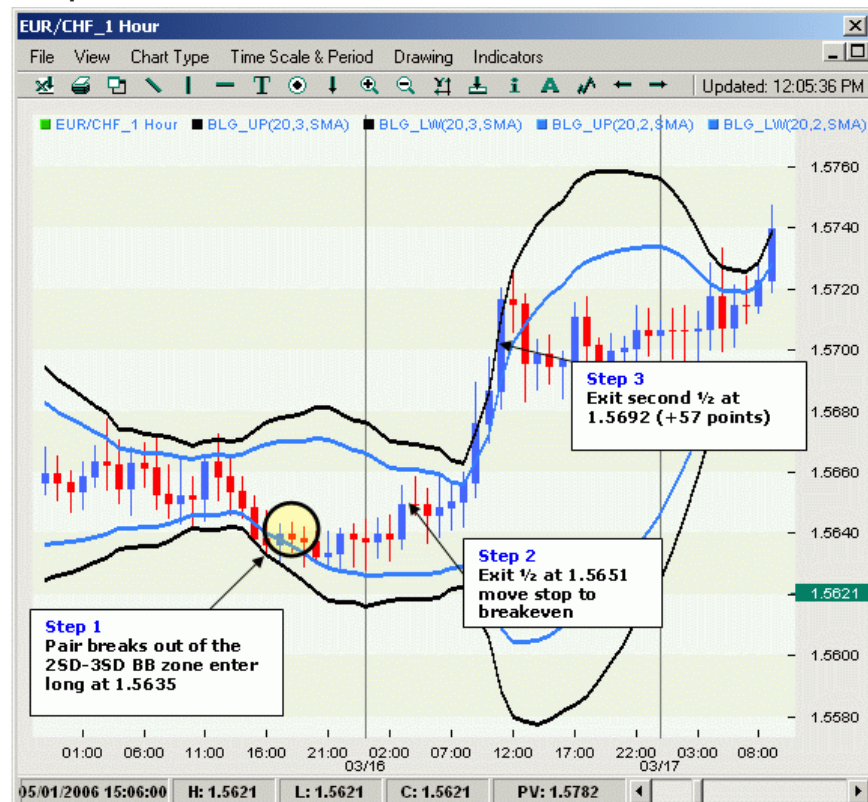 EUR/CHF_1 Hour
File View Chart Type Time Scale & Period Drawing Indicators
T i A Updated: 12:05:36 PM
EUR/CHF_1 Hour BLG_UP(20,3,SMA) BLG_LW(20,3,SMA) BLG_UP(20,2,SMA) BLG_LW(20,2,SMA)
1.5760
1.5740
1.5720
1.5700
Step 3
Exit second ½ at
1.5692 (+57 points)
1.5680
1.5660
1.5640
Step 2
Exit ½ at 1.5651
move stop to
breakeven
1.5621
Step 1
Pair breaks out of the
2SD-3SD BB zone enter
long at 1.5635
1.5600
1.5580
01:00 06:00 11:00 16:00 21:00 02:00 07:00 12:00 17:00 22:00 03:00 08:00
03/16 03/17
05/01/2006 15:06:00 H: 1.5621 L: 1.5621 C: 1.5621 PV: 1.5782